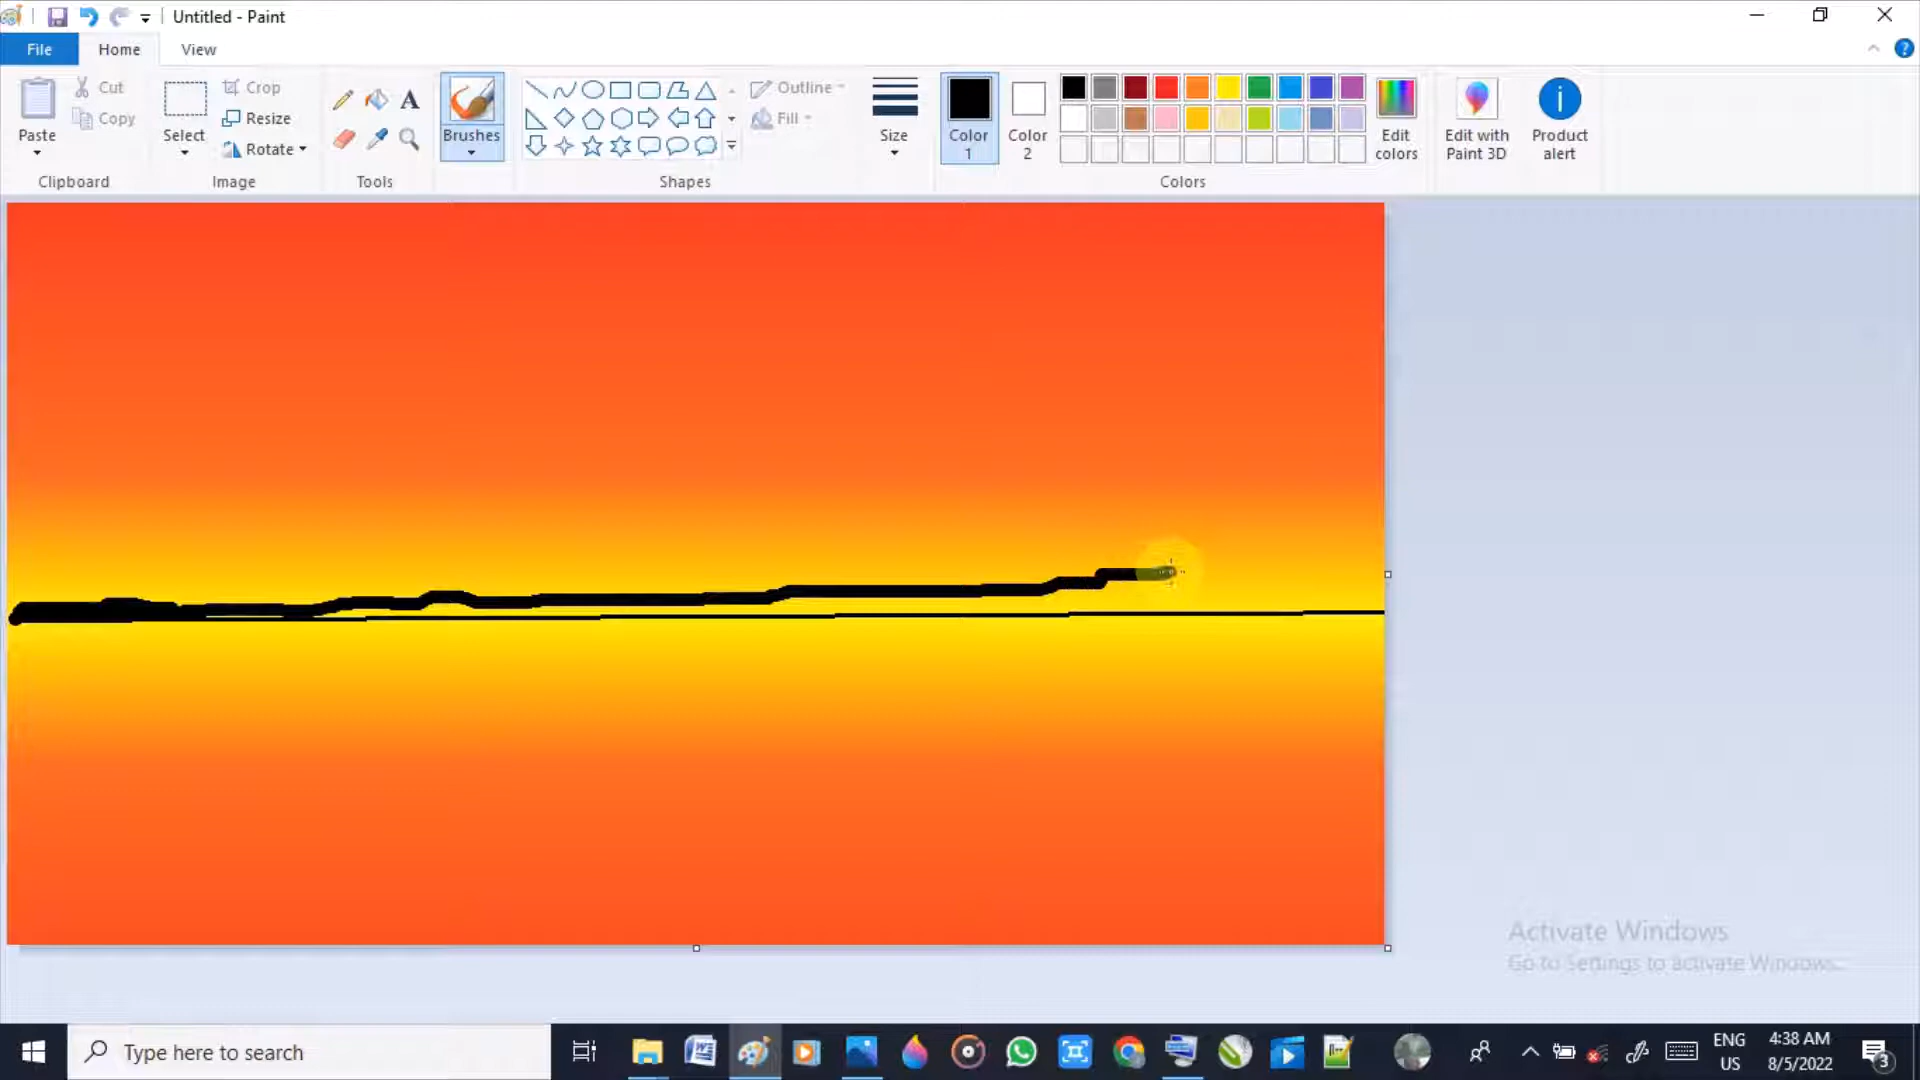 Untitled - Paint
File Home View
Paste
Cut
Copy
Clipboard
Select
Crop
Resize
Rotate
Image
A
Tools
Brushes
Shapes
Outline
Fill
Size
Color 1
Color 2
Colors
Edit colors
Edit with Paint 3D
Product alert
Activate Windows
Go to Settings to activate Windows.
Type here to search
ENG
US
4:38 AM
8/5/2022
3